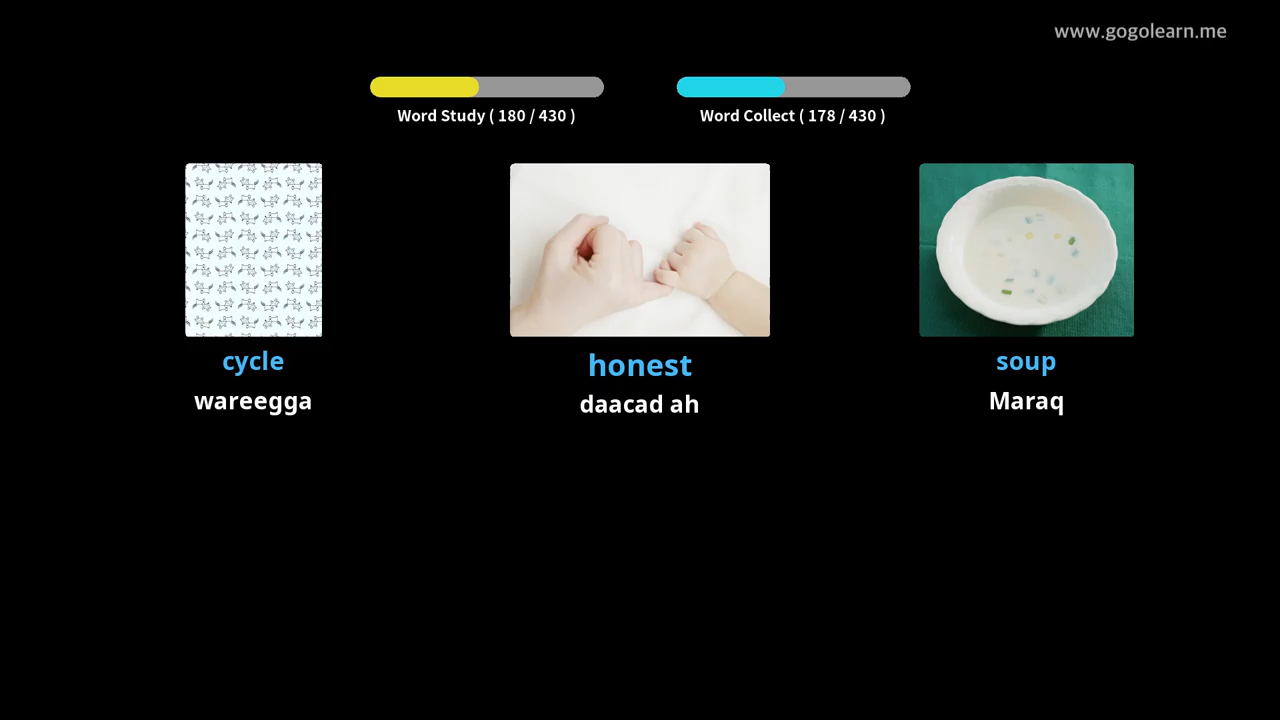 www.gogolearn.me
Word Study ( 180 / 430 )
Word Collect ( 178 / 430 )
cycle
wareegga
honest
daacad ah
soup
Maraq